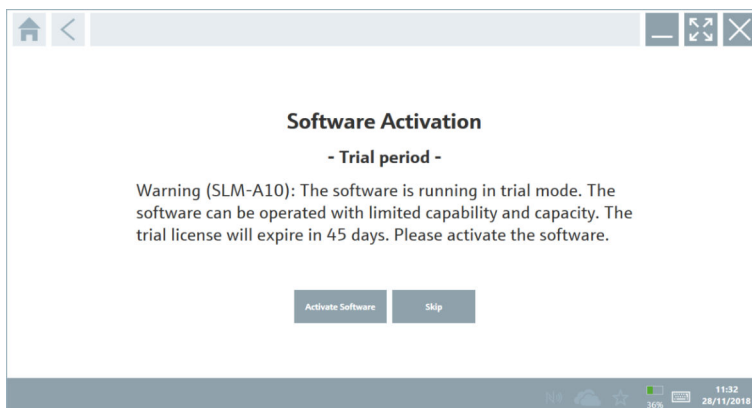 Software Activation
- Trial period -
Warning (SLM-A10): The software is running in trial mode. The
software can be operated with limited capability and capacity. The
trial license will expire in 45 days. Please activate the software.
Activate Software
Skip
36%
11:32
28/11/2018